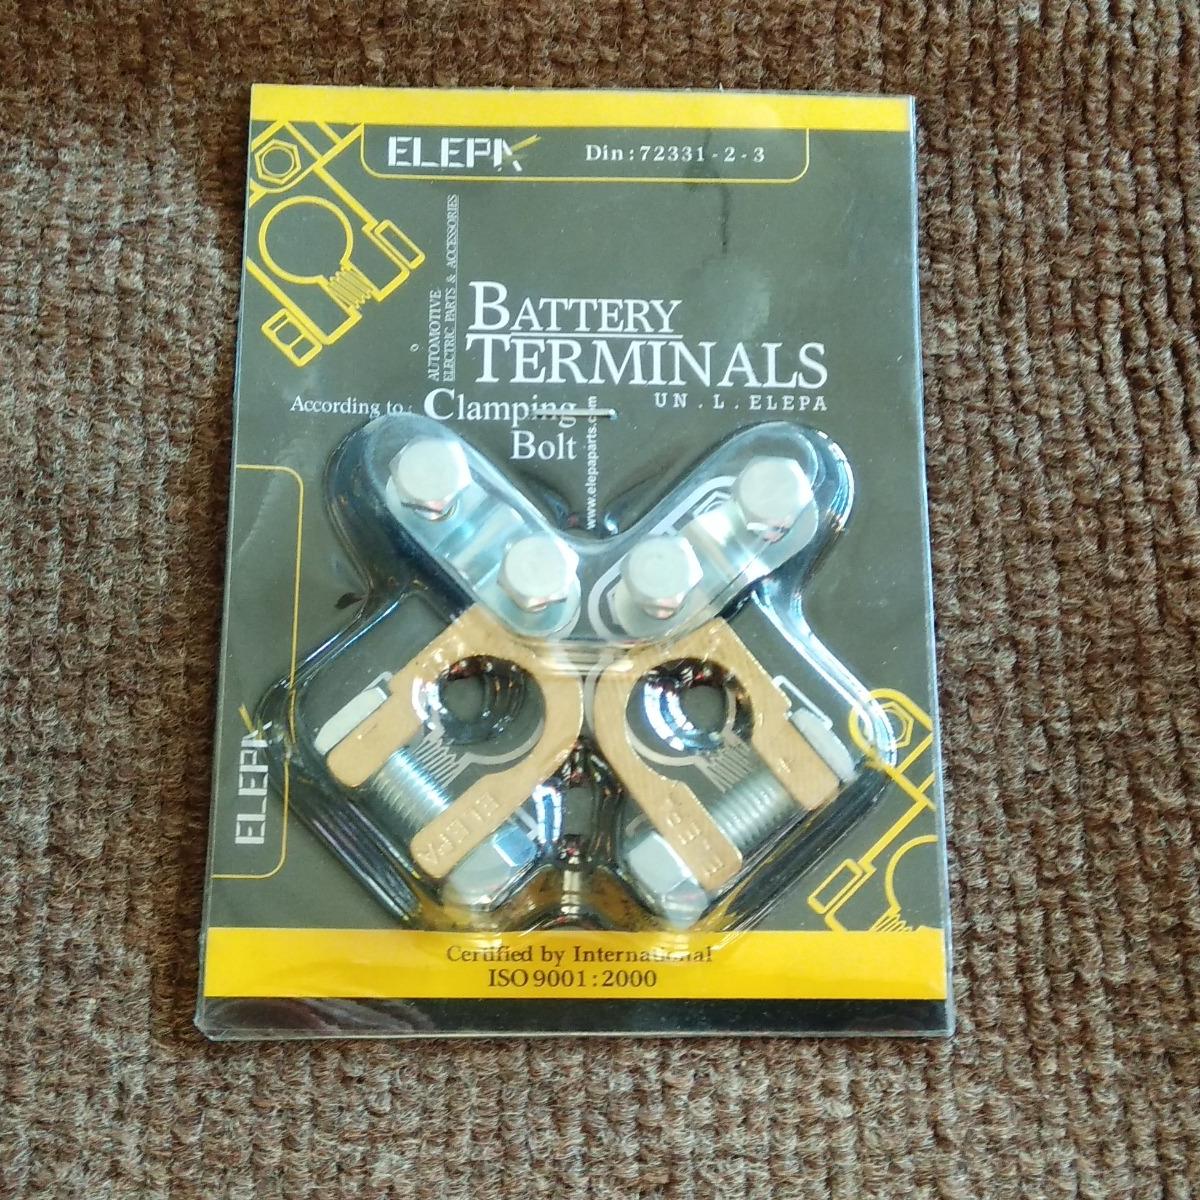 ELEPA
Din : 72331 - 2 - 3
AUTOMOTIVE
ELECTRIC PARTS & ACCESSORIES
BATTERY
TERMINALS
UN . L . ELEPA
According to : Clamping
Bolt
www.elepaparts.com
ELEPA
ELEPA
ELEPA
Certified by International
ISO 9001 : 2000